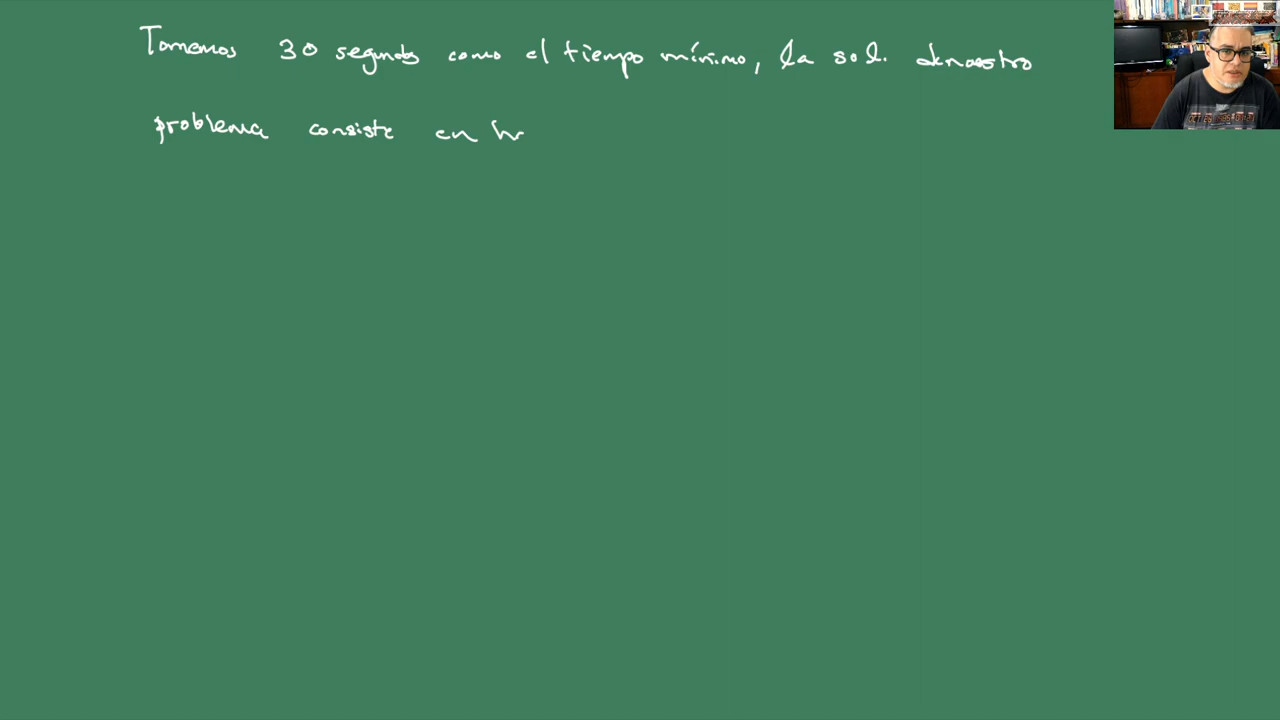 Tomemos 30 segundos como el tiempo mínimo, la sol. de nuestro
problema consiste en